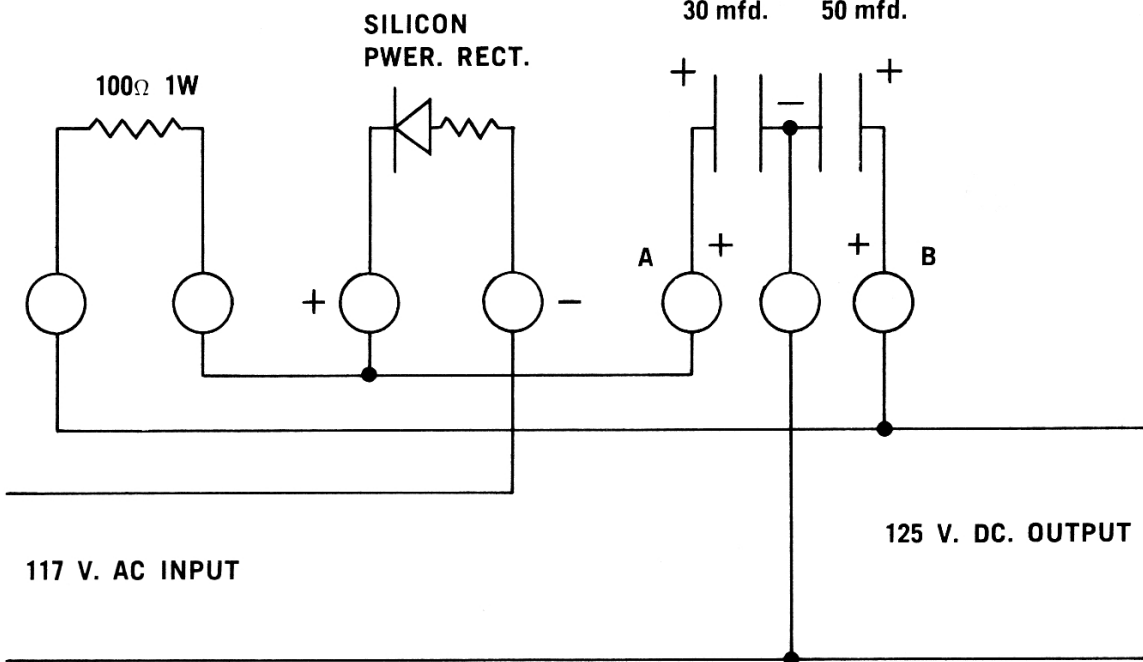 30 mfd. 50 mfd.
SILICON
PWER. RECT.
100Ω 1W
+ +
−
A + + B
+ −
125 V. DC. OUTPUT
117 V. AC INPUT